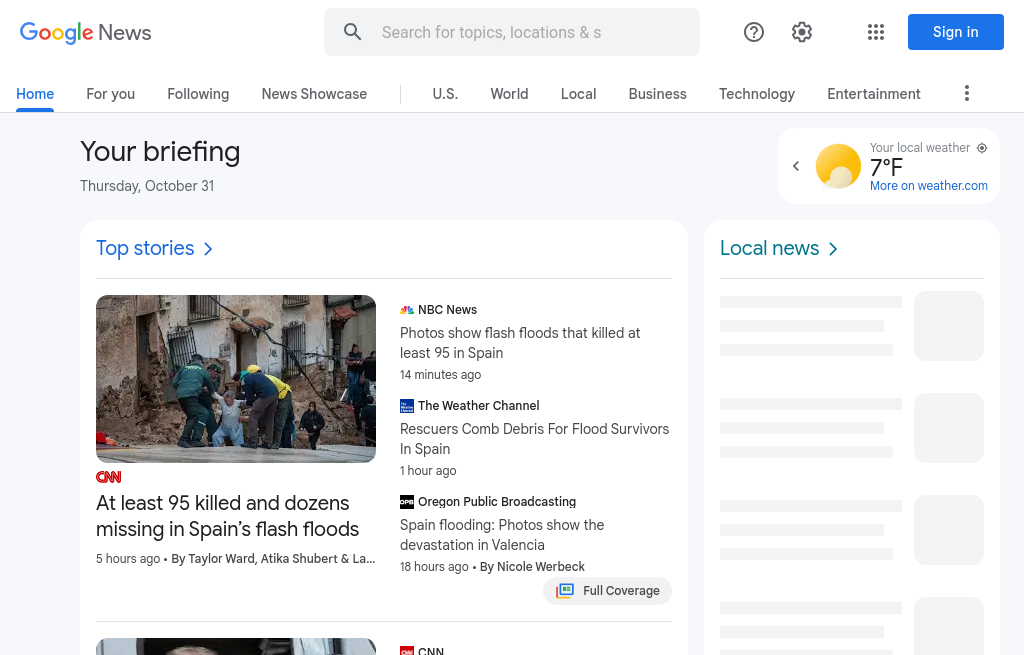 Google News
Search for topics, locations & s
Sign in
Home
For you
Following
News Showcase
U.S.
World
Local
Business
Technology
Entertainment
Your briefing
Thursday, October 31
Your local weather
7°F
More on weather.com
Top stories
CNN
At least 95 killed and dozens
missing in Spain's flash floods
5 hours ago • By Taylor Ward, Atika Shubert & La...
NBC News
Photos show flash floods that killed at
least 95 in Spain
14 minutes ago
The Weather Channel
Rescuers Comb Debris For Flood Survivors
In Spain
1 hour ago
OPB
Oregon Public Broadcasting
Spain flooding: Photos show the
devastation in Valencia
18 hours ago • By Nicole Werbeck
Full Coverage
CNN
Local news